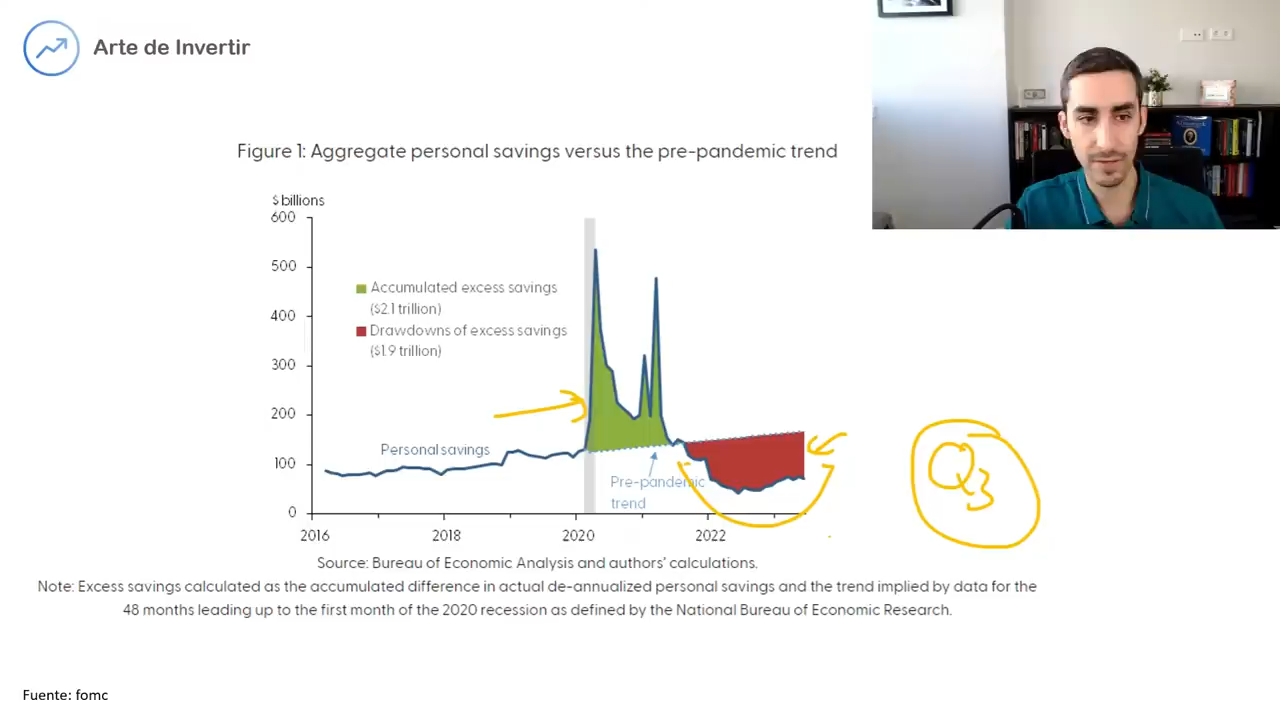 Arte de Invertir
Figure 1: Aggregate personal savings versus the pre-pandemic trend
$ billions
600
500
400
300
200
100
0
Accumulated excess savings
($2.1 trillion)
Drawdowns of excess savings
($1.9 trillion)
Personal savings
Pre-pandemic
trend
Q3
2016
2018
2020
2022
Source: Bureau of Economic Analysis and authors' calculations.
Note: Excess savings calculated as the accumulated difference in actual de-annualized personal savings and the trend implied by data for the
48 months leading up to the first month of the 2020 recession as defined by the National Bureau of Economic Research.
Fuente: fomc